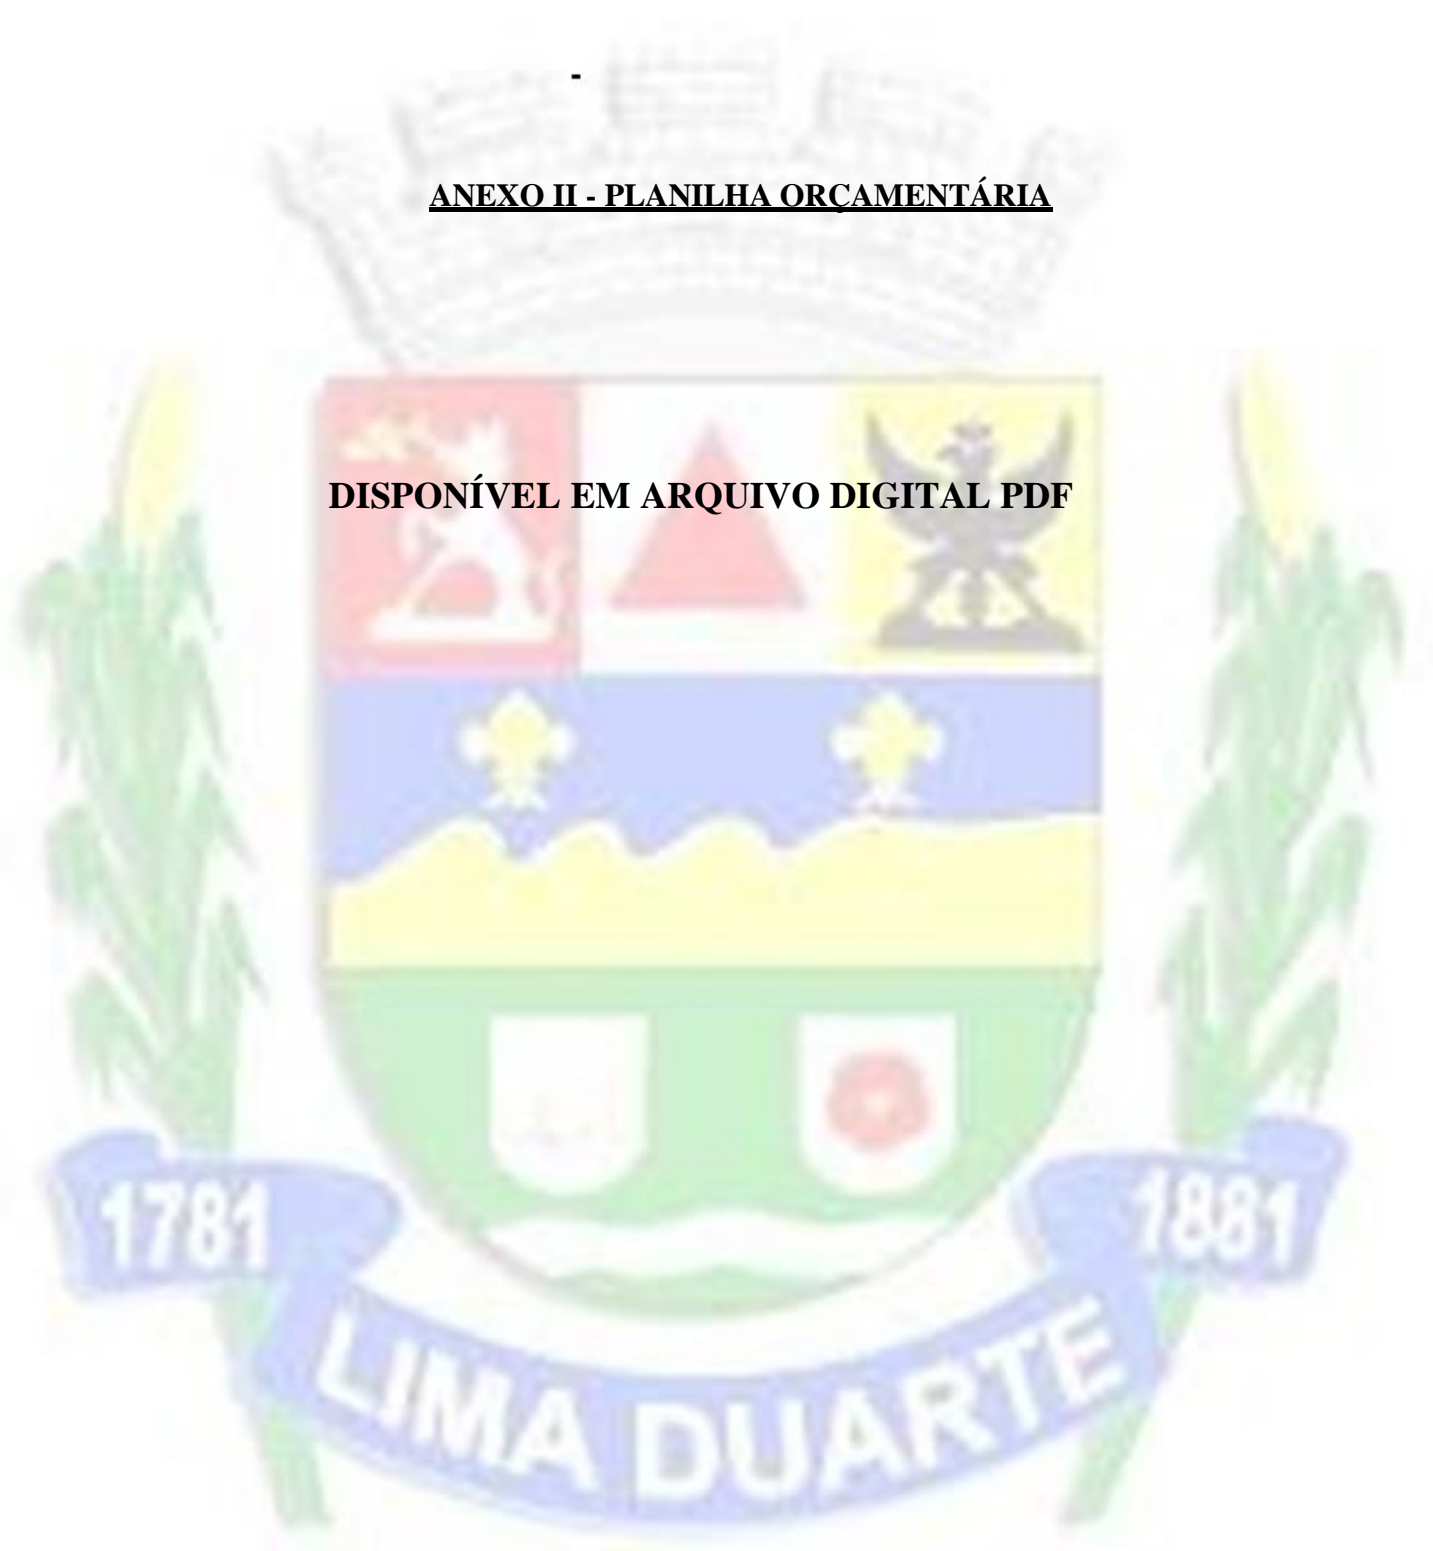 -
ANEXO II - PLANILHA ORÇAMENTÁRIA
DISPONÍVEL EM ARQUIVO DIGITAL PDF
1781
1881
LIMA DUARTE